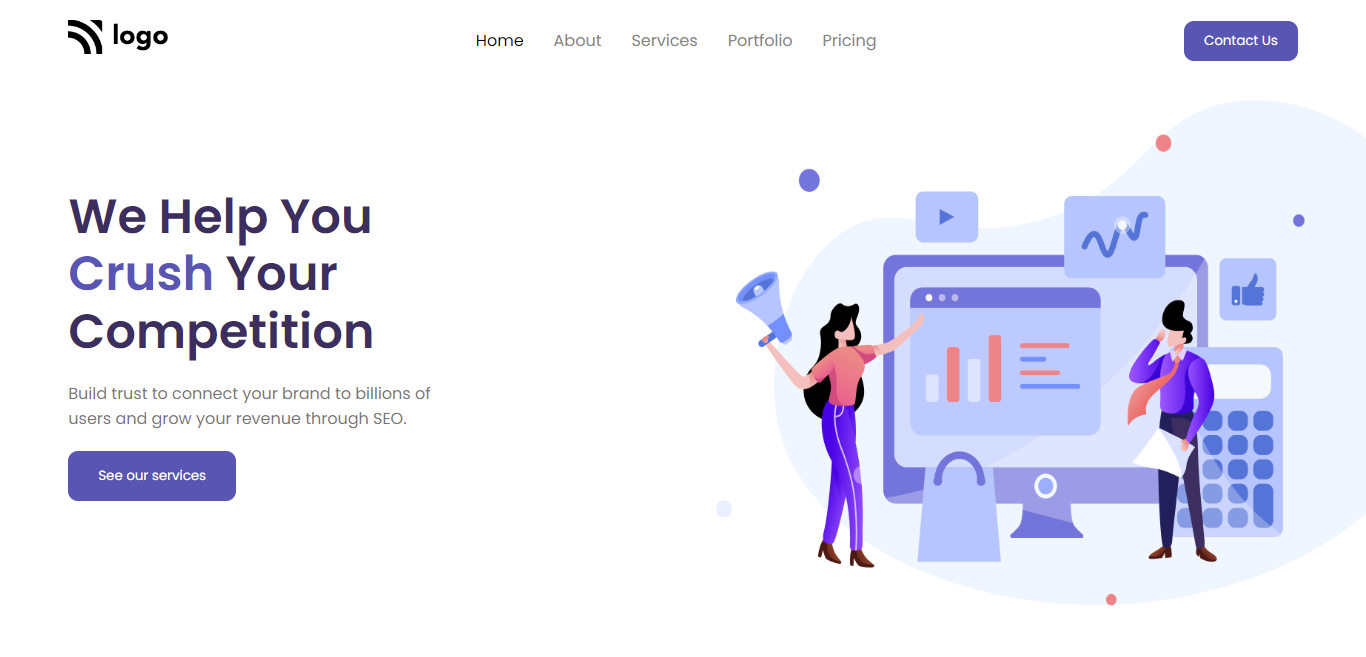 logo
Home About Services Portfolio Pricing
Contact Us
We Help You
Crush Your
Competition
Build trust to connect your brand to billions of
users and grow your revenue through SEO.
See our services